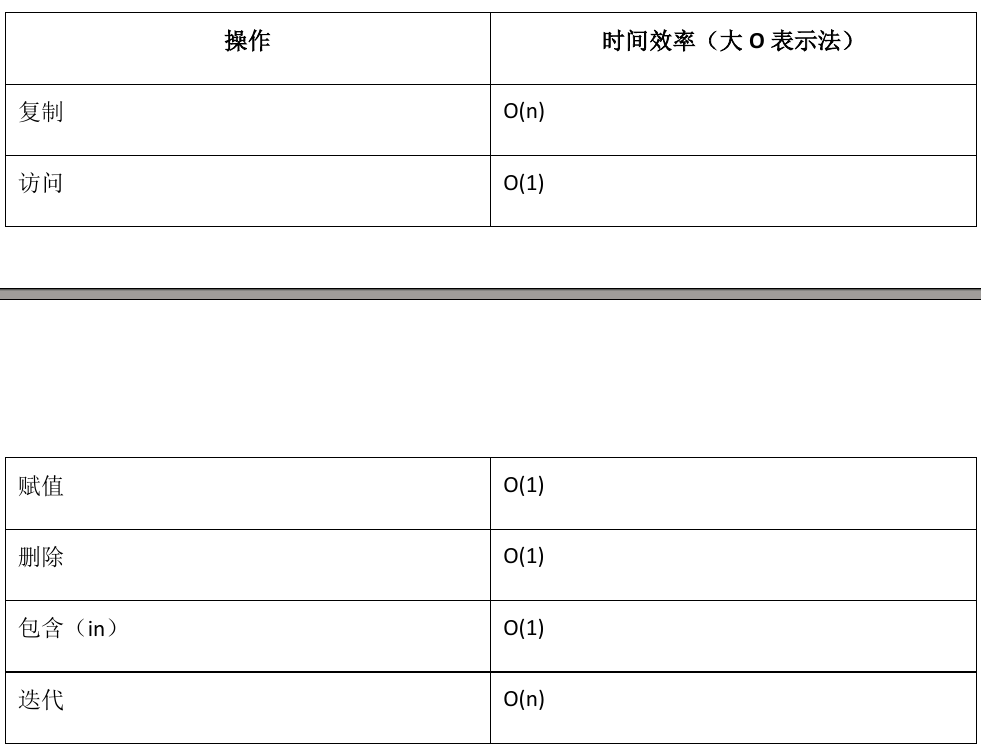 操作 时间效率（大 O 表示法）
复制 O(n)
访问 O(1)
赋值 O(1)
删除 O(1)
包含（in） O(1)
迭代 O(n)